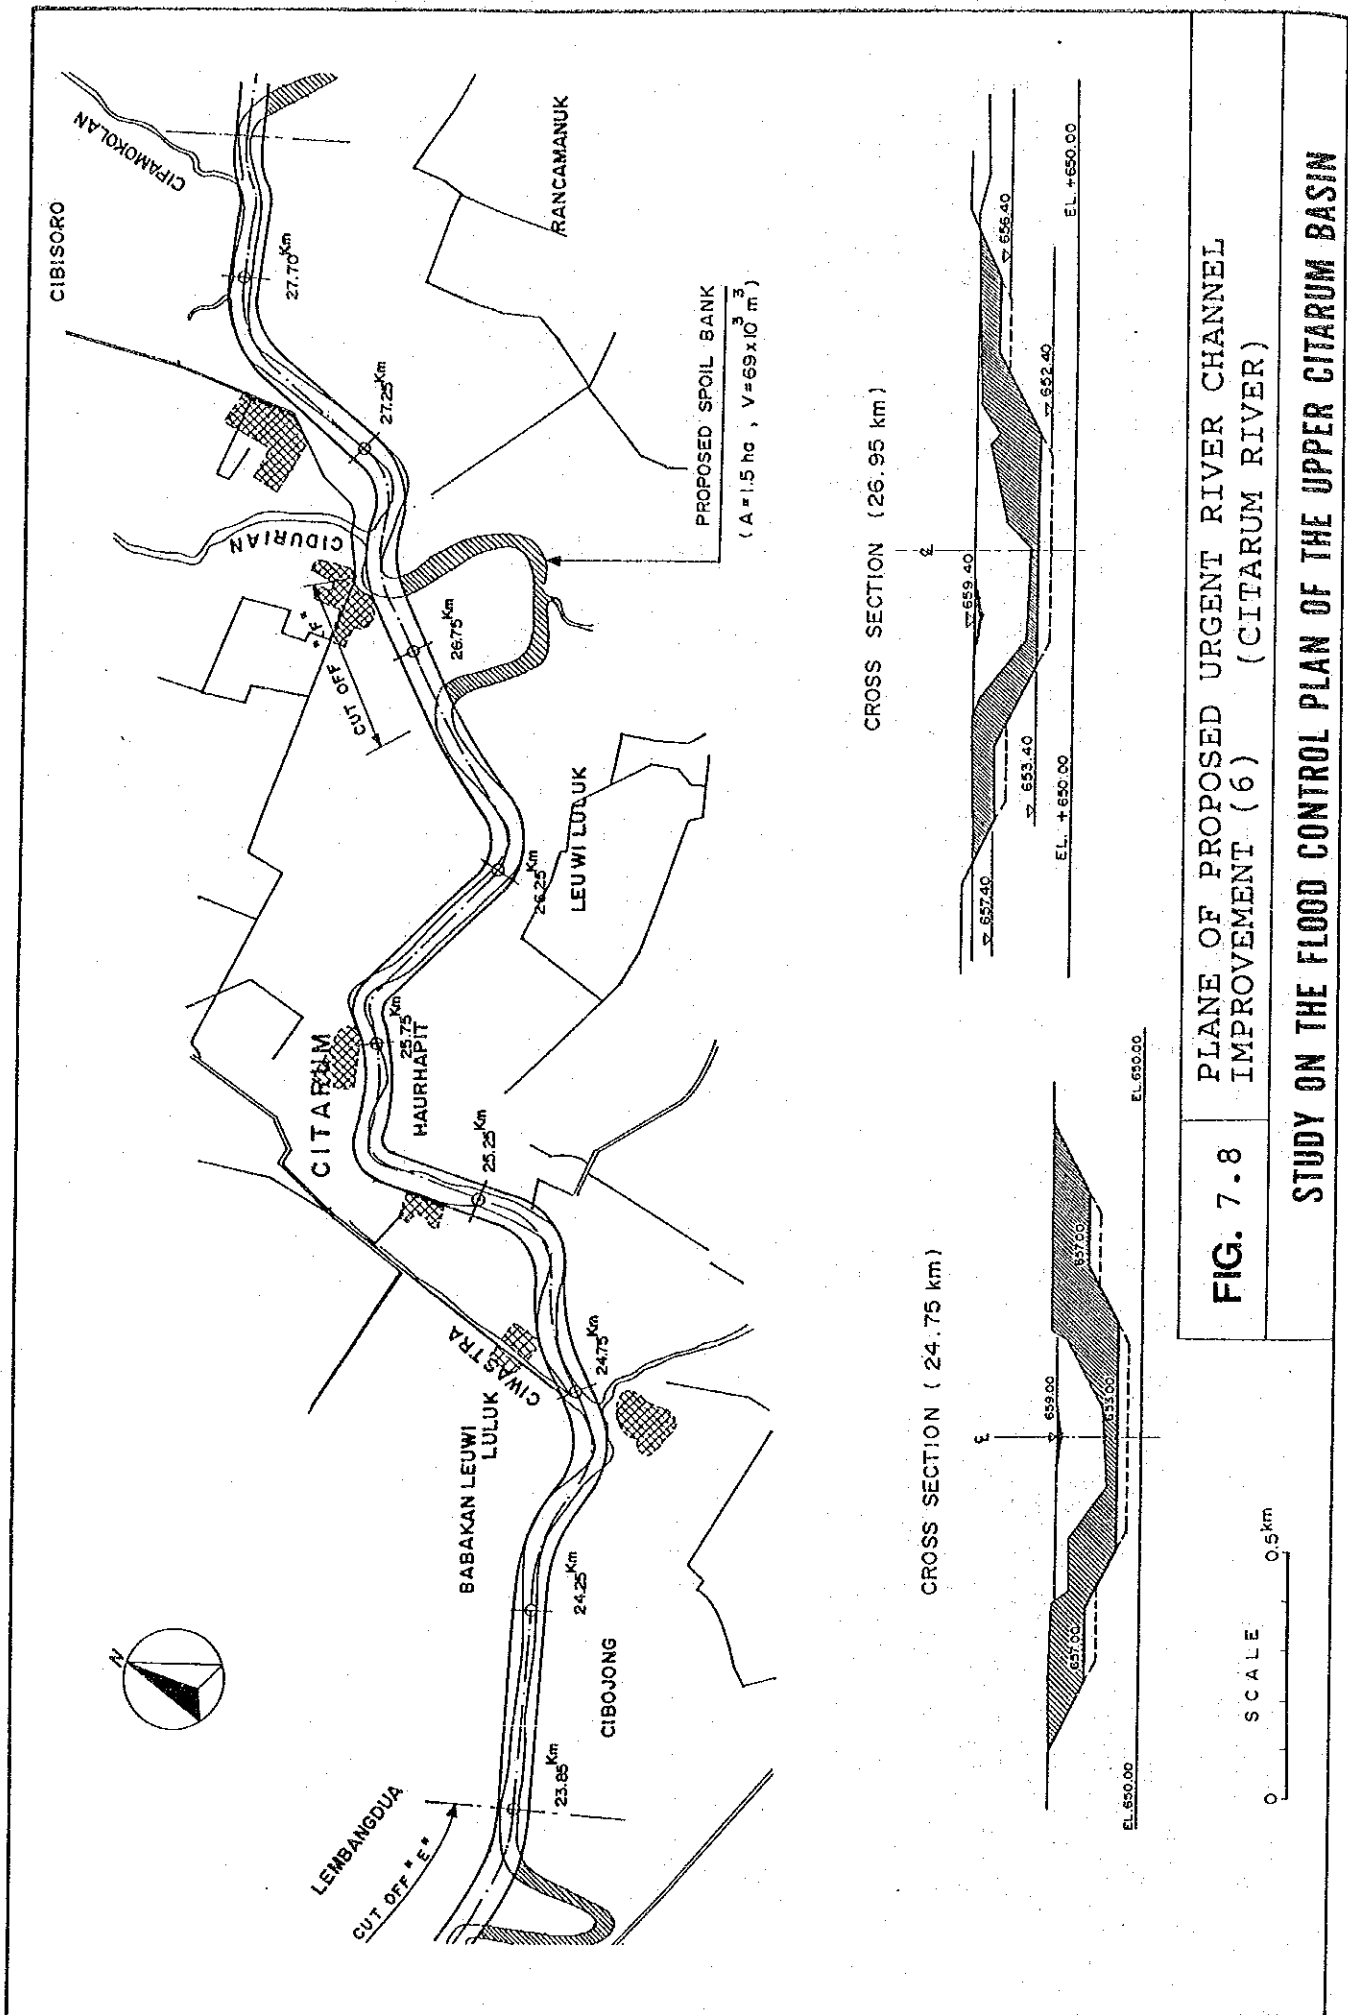 N
LEMBANGDUA
CUT OFF "E"
23.85Km
CIBOJONG
24.25Km
BABAKAN LEUWI
LULUK
CIWASTRA
24.75Km
25.25Km
CITARUM
HAURHAPIT
25.75Km
26.25Km
LEUWI LULUK
CUT OFF "F"
26.75Km
CIDURIAN
27.25Km
27.70Km
CIBISORO
CIPAMOKOLAN
RANCAMANUK
PROPOSED SPOIL BANK
( A = 1.5 ha , V = 69x10³ m³ )
CROSS SECTION ( 24.75 km )
℄
659.00
657.00
653.00
657.00
EL.650.00
EL.650.00
CROSS SECTION ( 26.95 km )
℄
659.40
657.40
653.40
652.40
656.40
EL. +650.00
EL. +650.00
SCALE
0
0.5km
FIG. 7.8
PLANE OF PROPOSED URGENT RIVER CHANNEL
IMPROVEMENT (6) (CITARUM RIVER)
STUDY ON THE FLOOD CONTROL PLAN OF THE UPPER CITARUM BASIN